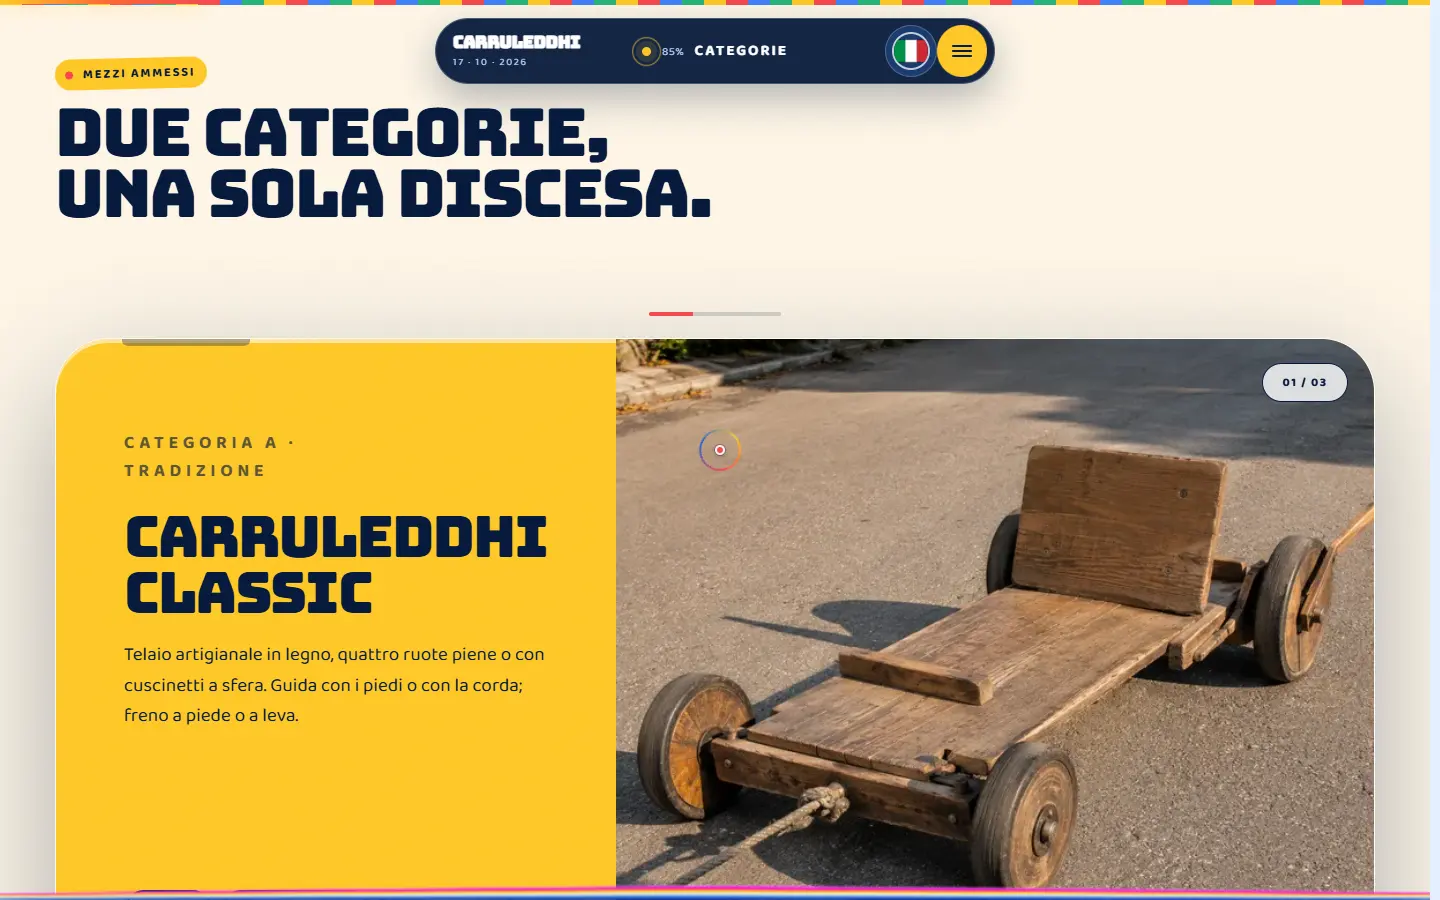 CARRULEDDHI
17 · 10 · 2026
85% CATEGORIE
MEZZI AMMESSI
DUE CATEGORIE,
UNA SOLA DISCESA.
01 / 03
CATEGORIA A ·
TRADIZIONE
CARRULEDDHI
CLASSIC
Telaio artigianale in legno, quattro ruote piene o con
cuscinetti a sfera. Guida con i piedi o con la corda;
freno a piede o a leva.